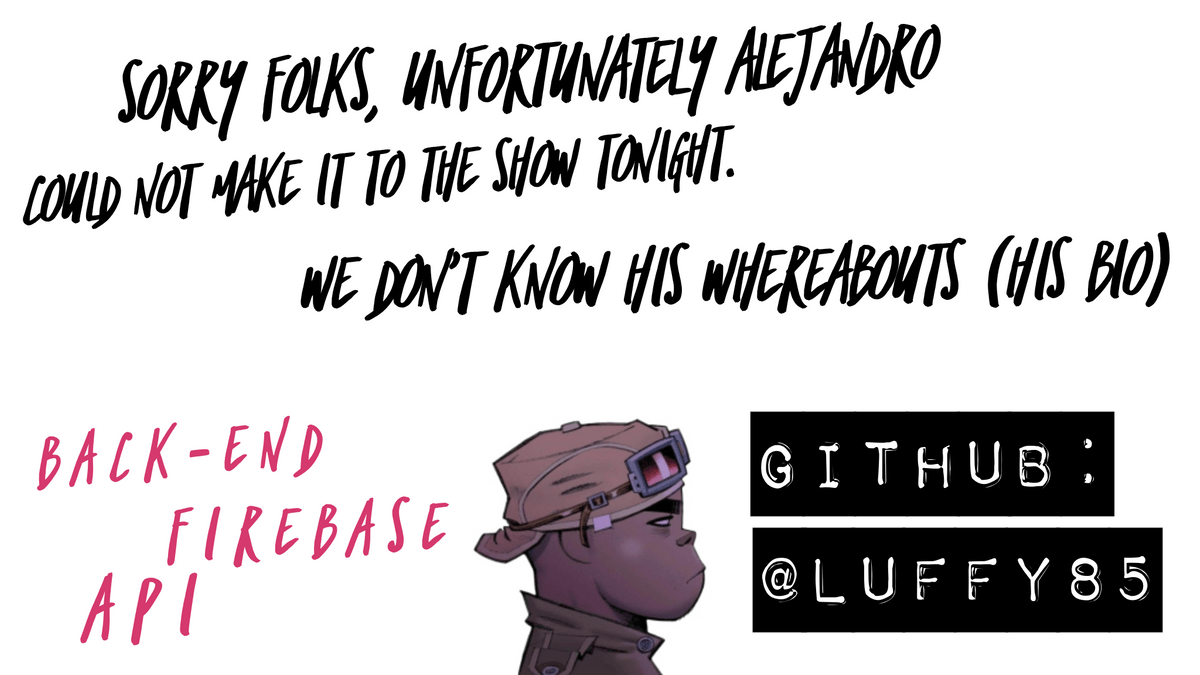 SORRY FOLKS, UNFORTUNATELY ALEJANDRO
COULD NOT MAKE IT TO THE SHOW TONIGHT.
WE DON'T KNOW HIS WHEREABOUTS (HIS BIO)
BACK-END
FIREBASE
API
GITHUB:
@LUFFY85